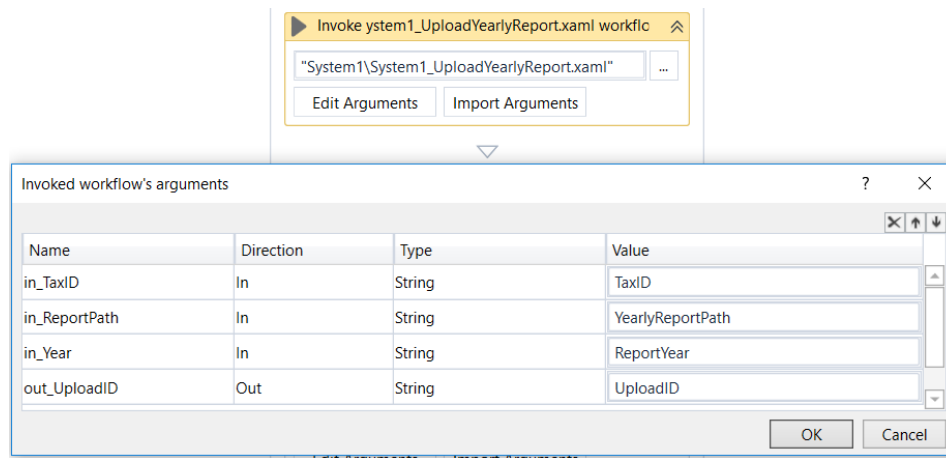 Invoke ystem1_UploadYearlyReport.xaml workflc
"System1\System1_UploadYearlyReport.xaml" ...
Edit Arguments Import Arguments
Invoked workflow's arguments ?
Name Direction Type Value
in_TaxID In String TaxID
in_ReportPath In String YearlyReportPath
in_Year In String ReportYear
out_UploadID Out String UploadID
OK Cancel